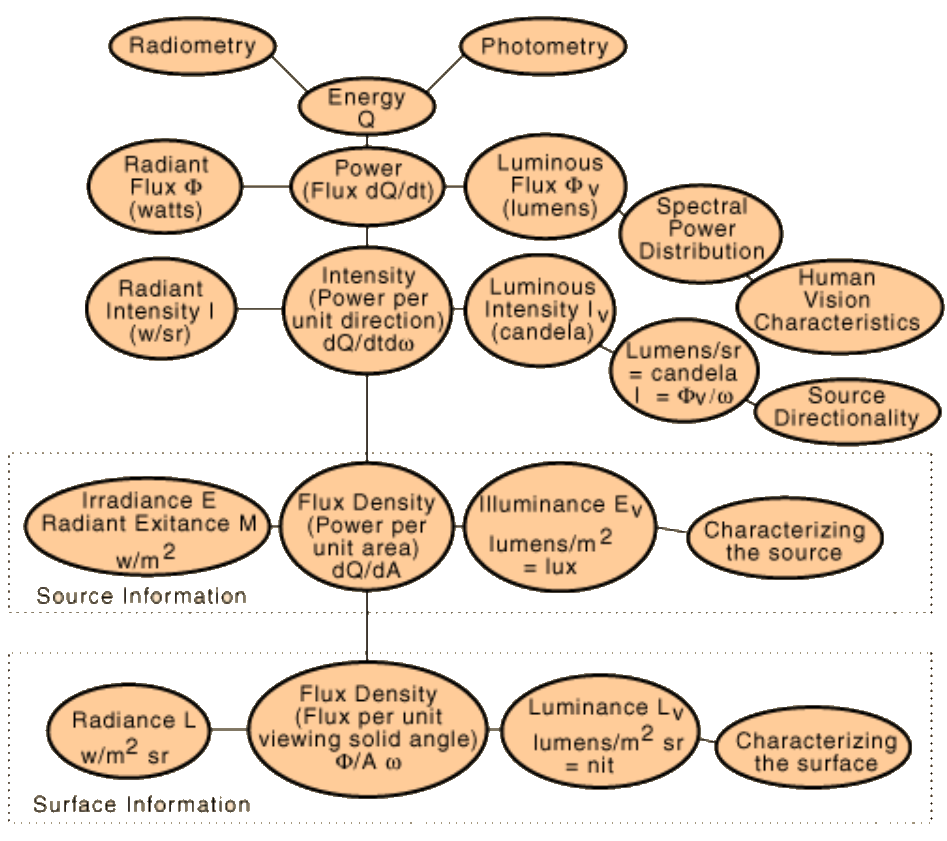 Radiometry
Photometry
Energy
Q
Radiant
Flux Φ
(watts)
Power
(Flux dQ/dt)
Luminous
Flux Φv
(lumens)
Spectral
Power
Distribution
Human
Vision
Characteristics
Radiant
Intensity I
(w/sr)
Intensity
(Power per
unit direction)
dQ/dtdω
Luminous
Intensity Iv
(candela)
Lumens/sr
= candela
I = Φv/ω
Source
Directionality
Irradiance E
Radiant Exitance M
w/m²
Flux Density
(Power per
unit area)
dQ/dA
Illuminance Ev
lumens/m²
= lux
Characterizing
the source
Source Information
Radiance L
w/m² sr
Flux Density
(Flux per unit
viewing solid angle)
Φ/A ω
Luminance Lv
lumens/m² sr
= nit
Characterizing
the surface
Surface Information